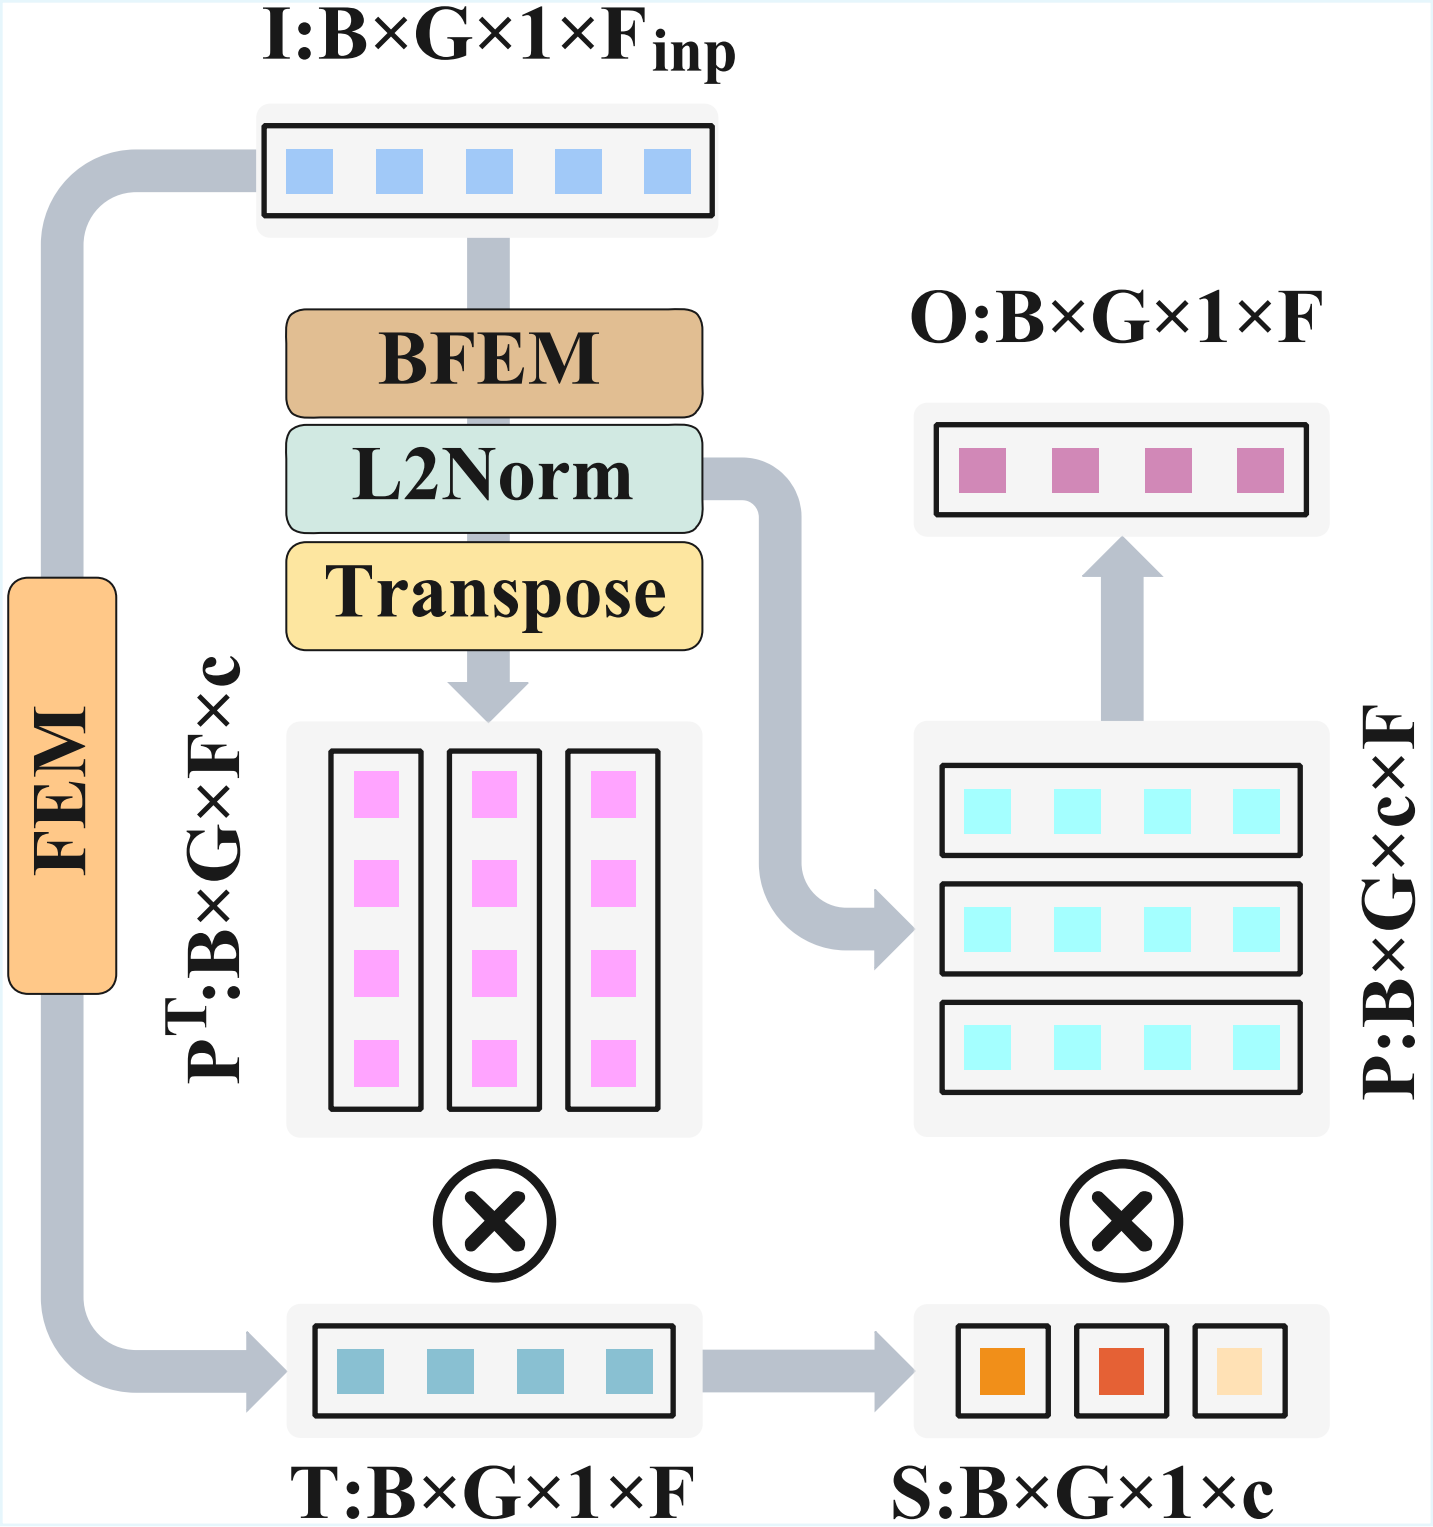 I:B×G×1×F_inp
BFEM
L2Norm
Transpose
O:B×G×1×F
FEM
P^T:B×G×F×c
P:B×G×c×F
T:B×G×1×F
S:B×G×1×c